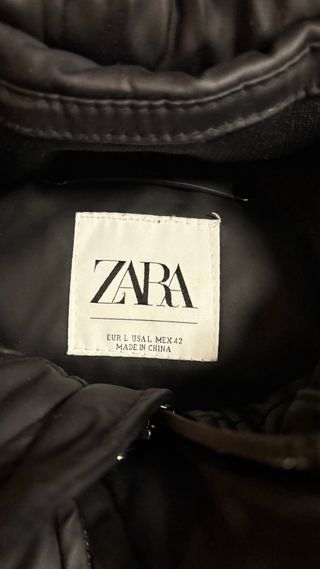 ZARA
EUR L USA L MEX 42
MADE IN CHINA